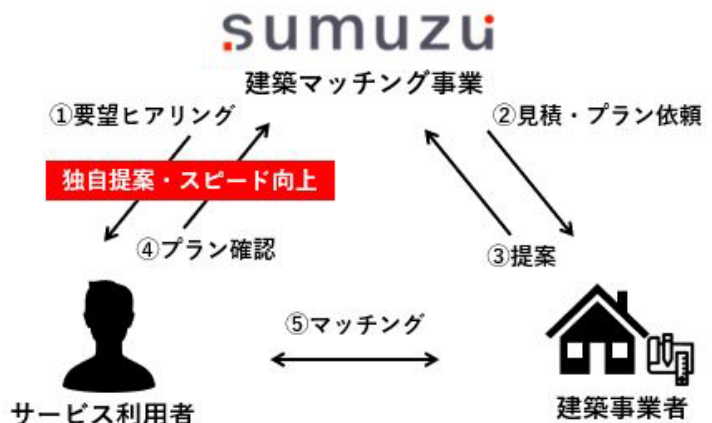 sumuzu
建築マッチング事業
①要望ヒアリング
②見積・プラン依頼
独自提案・スピード向上
④プラン確認
③提案
⑤マッチング
サービス利用者
建築事業者